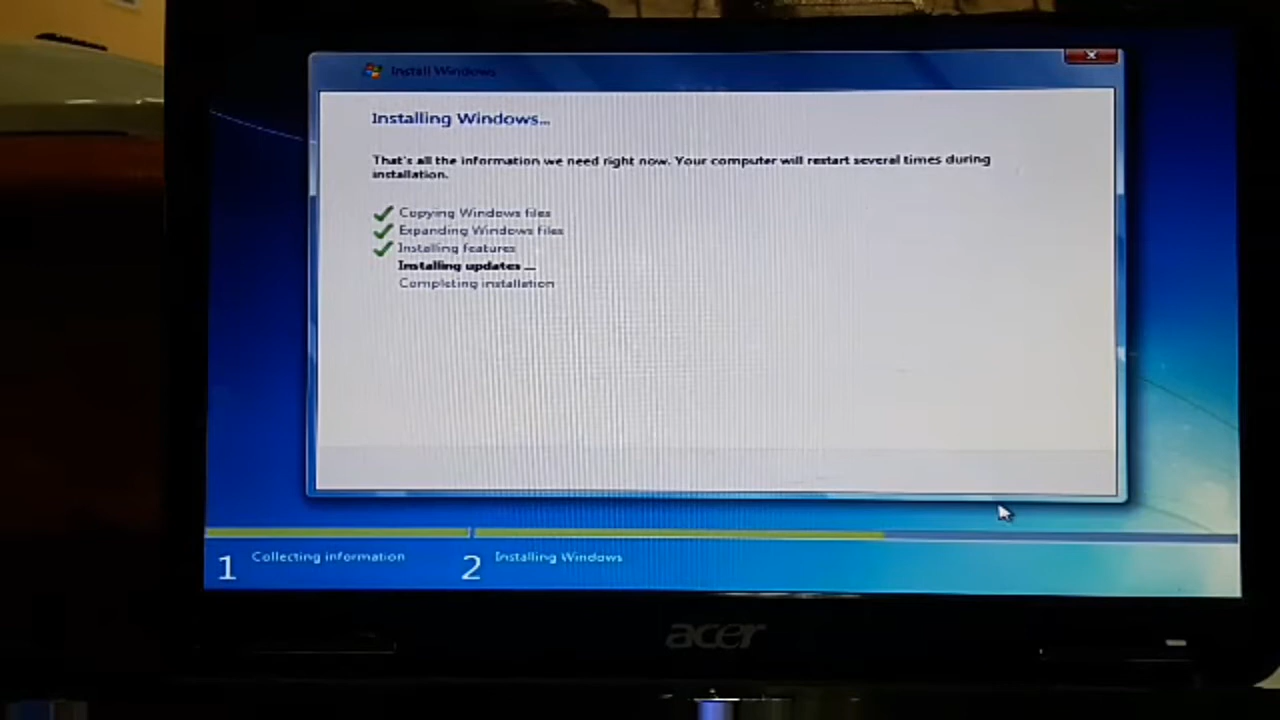 Install Windows
Installing Windows...
That's all the information we need right now. Your computer will restart several times during
installation.
Copying Windows files
Expanding Windows files
Installing features
Installing updates ...
Completing installation
1 Collecting information
2 Installing Windows
acer